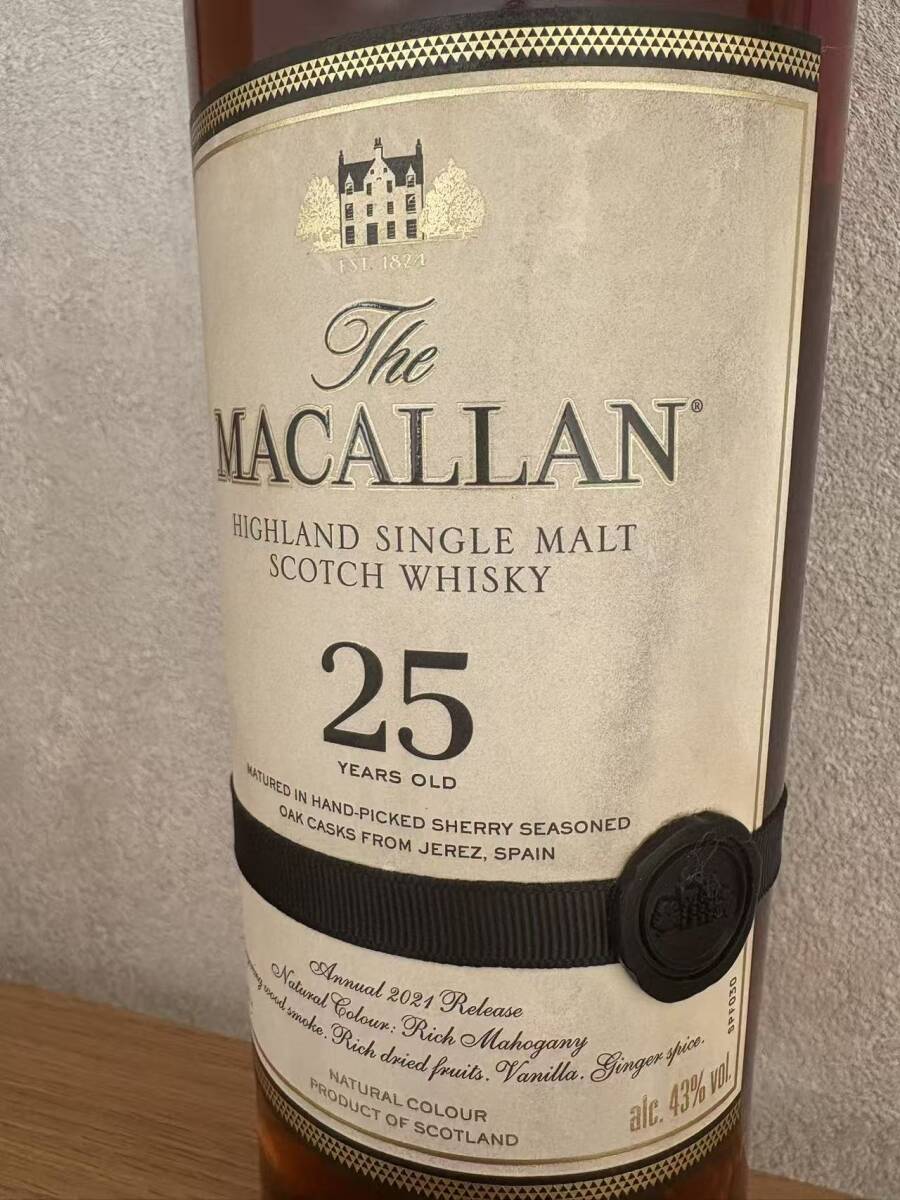 EST. 1824
The
MACALLAN®
HIGHLAND SINGLE MALT
SCOTCH WHISKY
25
YEARS OLD
MATURED IN HAND-PICKED SHERRY SEASONED
OAK CASKS FROM JEREZ, SPAIN
Annual 2021 Release
Natural Colour: Rich Mahogany
wood smoke. Rich dried fruits. Vanilla. Ginger spice.
NATURAL COLOUR
PRODUCT OF SCOTLAND
alc. 43% vol.
SPF030